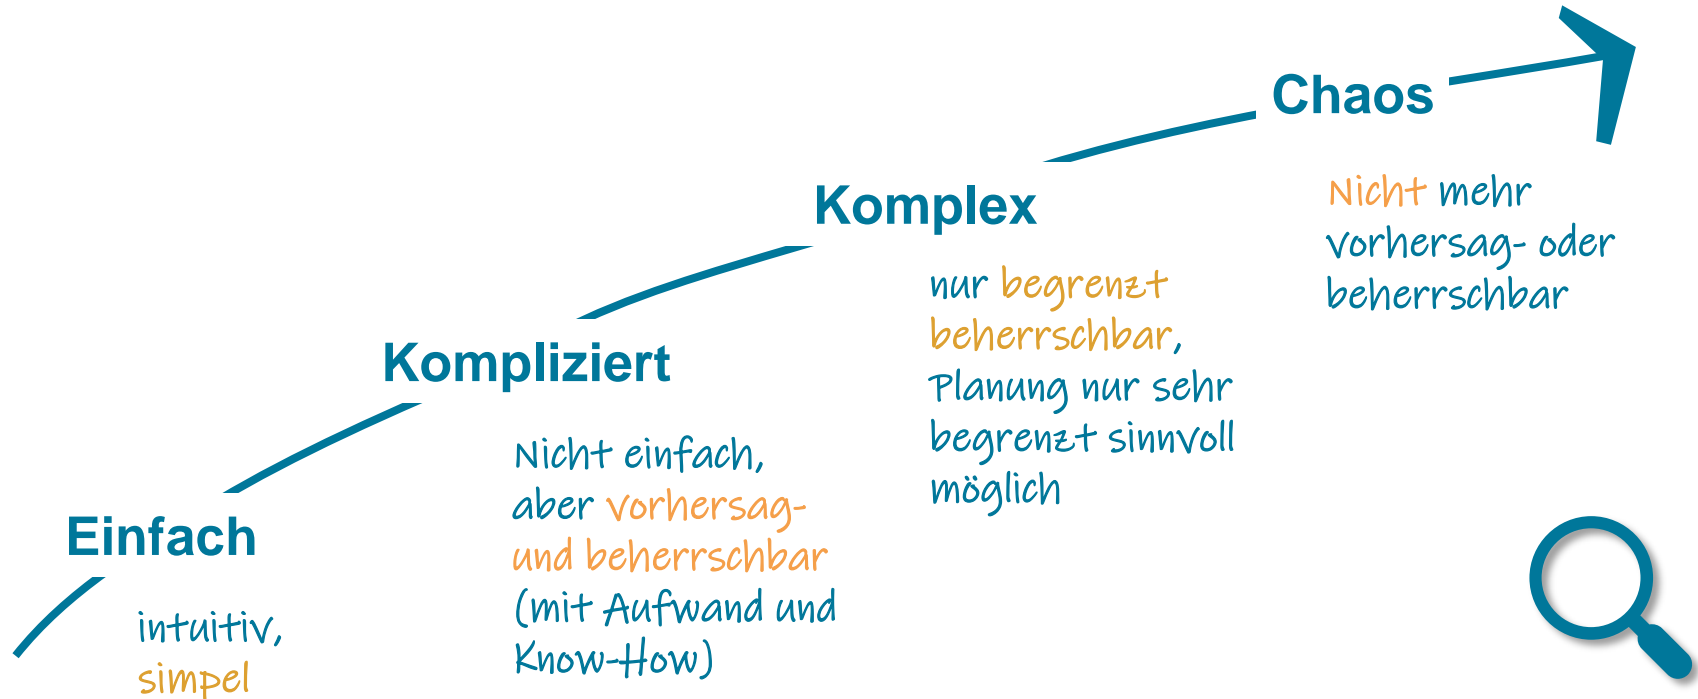 Einfach
intuitiv,
simpel
Kompliziert
Nicht einfach,
aber vorhersag-
und beherrschbar
(mit Aufwand und
Know-How)
Komplex
nur begrenzt
beherrschbar,
Planung nur sehr
begrenzt sinnvoll
möglich
Chaos
Nicht mehr
vorhersag- oder
beherrschbar